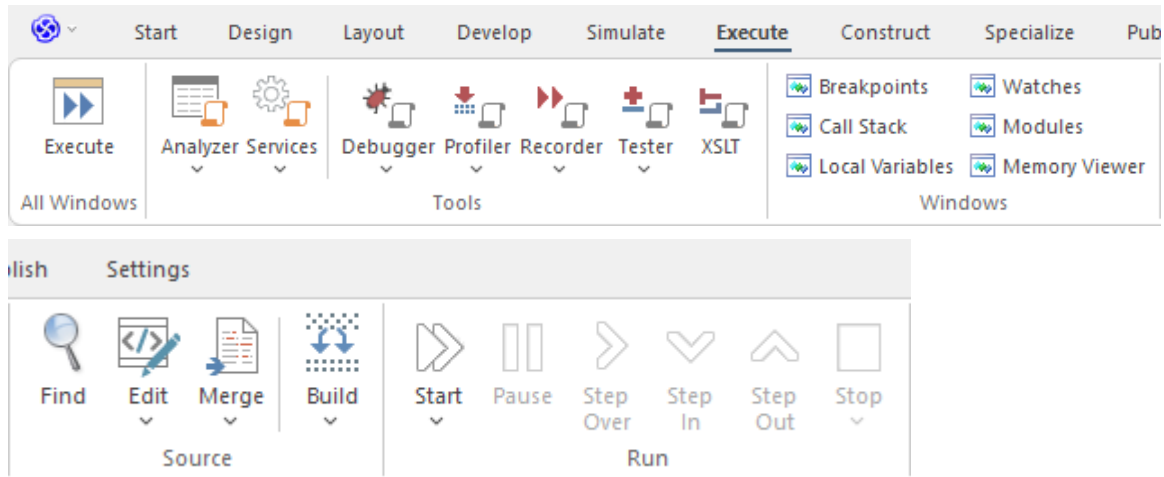 Start Design Layout Develop Simulate Execute Construct Specialize Pub
Breakpoints Watches
Call Stack Modules
Execute Analyzer Services Debugger Profiler Recorder Tester XSLT
Local Variables Memory Viewer
All Windows Tools Windows
lish Settings
Find Edit Merge Build Start Pause Step Over Step In Step Out Stop
Source Run